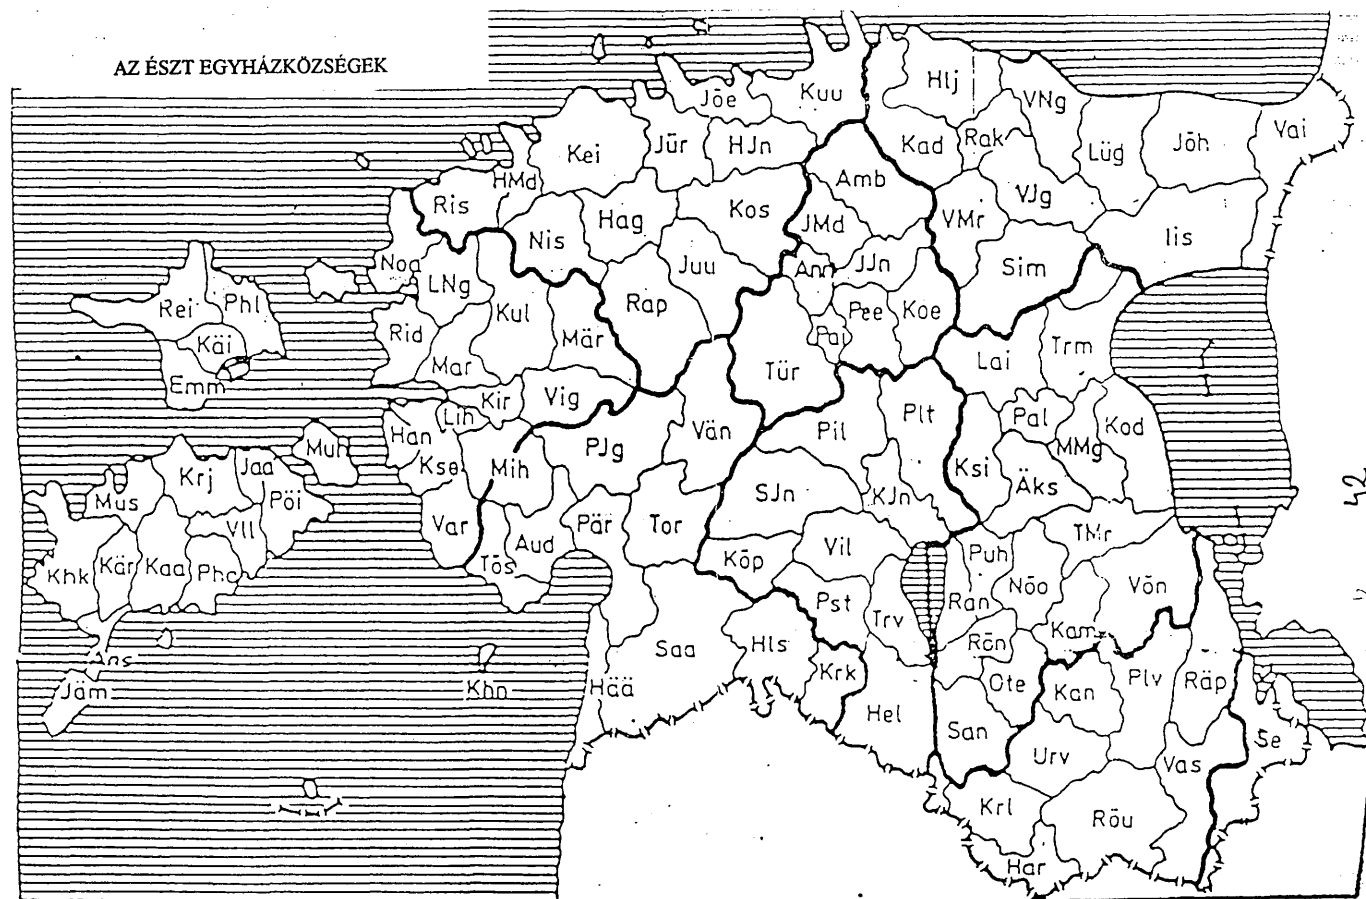 AZ ÉSZT EGYHÁZKÖZSÉGEK
Jõe
Kuu
Hlj
VNg
Kei
Jür
HJn
Kad
Rak
Lüg
Jõh
Vai
Ris
HMd
Hag
Kos
Amb
JMd
VMr
VJg
Iis
Nis
Juu
Ann
JJn
Sim
Noa
LNg
Rei
Phl
Kul
Rap
Pee
Koe
Käi
Rid
Mar
Mär
Pai
Lai
Trm
Emm
Kir
Vig
Tür
Han
Lih
PJg
Vän
Pil
Plt
Pal
Kod
Muh
Kse
Mih
Ksi
MMg
Krj
Jaa
SJn
KJn
Äks
Mus
Pöi
Vll
Var
Aud
Pär
Tor
Vil
TMr
Khk
Kär
Kaa
Pha
Tõs
Kõp
Puh
Nõo
Võn
Pst
Trv
Ran
Ans
Saa
Hls
Rõn
Kam
Jäm
Khn
Hää
Krk
Ote
Kan
Plv
Räp
Hel
San
Urv
Vas
Se
Krl
Rõu
Har
42